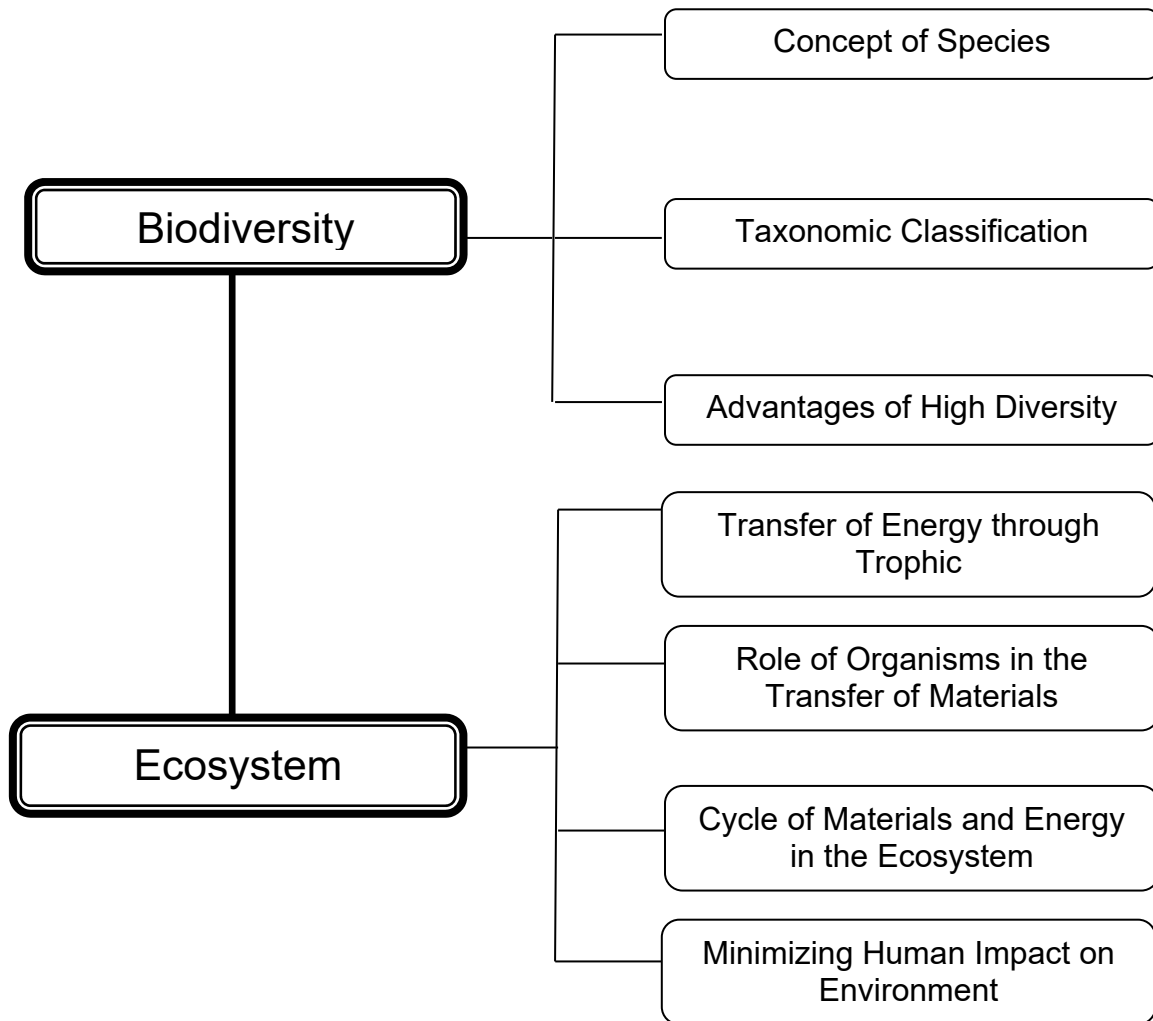 Concept of Species
Biodiversity
Taxonomic Classification
Advantages of High Diversity
Transfer of Energy through
Trophic
Role of Organisms in the
Transfer of Materials
Ecosystem
Cycle of Materials and Energy
in the Ecosystem
Minimizing Human Impact on
Environment